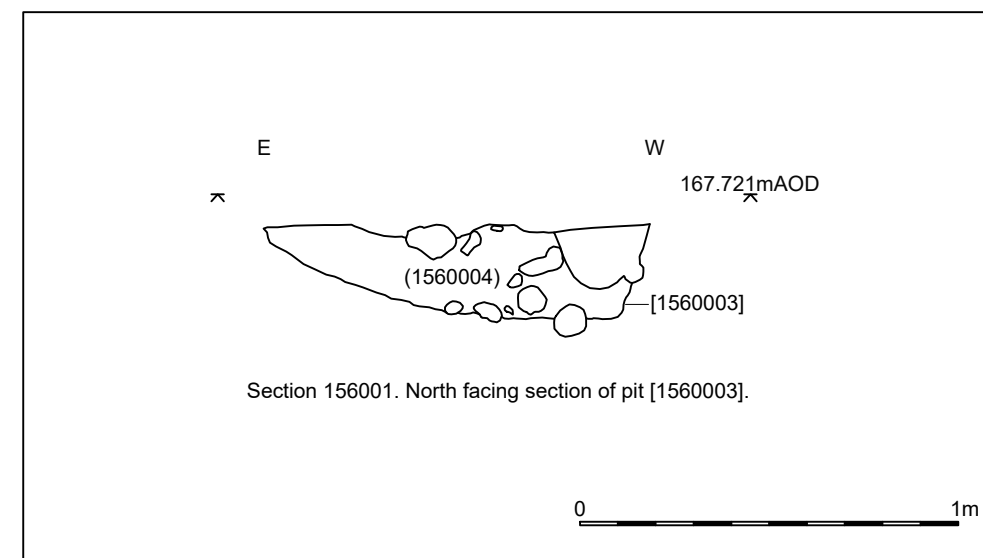 E W
167.721mAOD
(1560004)
[1560003]
Section 156001. North facing section of pit [1560003].
0 1m